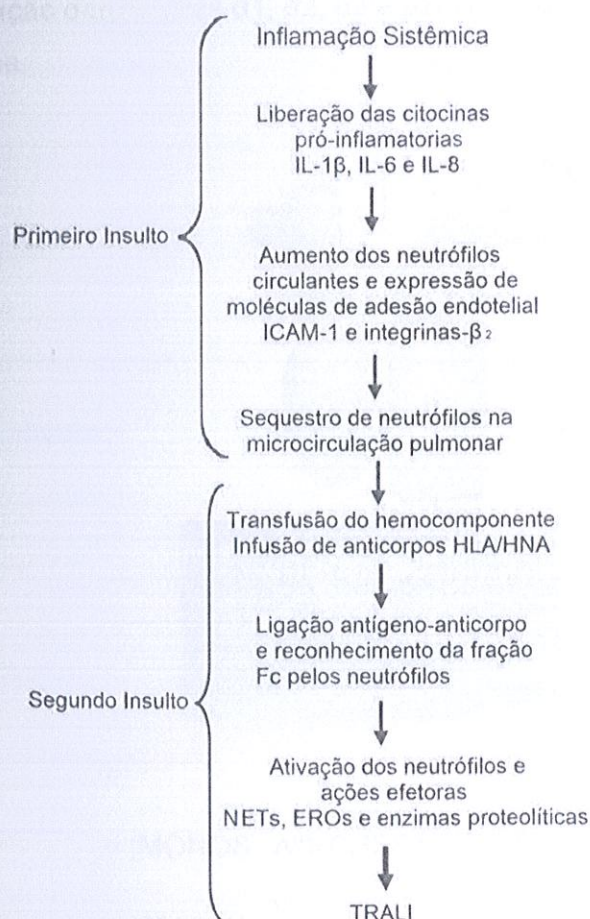 Inflamação Sistêmica
Liberação das citocinas
pró-inflamatorias
IL-1β, IL-6 e IL-8
Primeiro Insulto
Aumento dos neutrófilos
circulantes e expressão de
moléculas de adesão endotelial
ICAM-1 e integrinas-β₂
Sequestro de neutrófilos na
microcirculação pulmonar
Transfusão do hemocomponente
Infusão de anticorpos HLA/HNA
Ligação antígeno-anticorpo
e reconhecimento da fração
Fc pelos neutrófilos
Segundo Insulto
Ativação dos neutrófilos e
ações efetoras
NETs, EROs e enzimas proteolíticas
TRALI